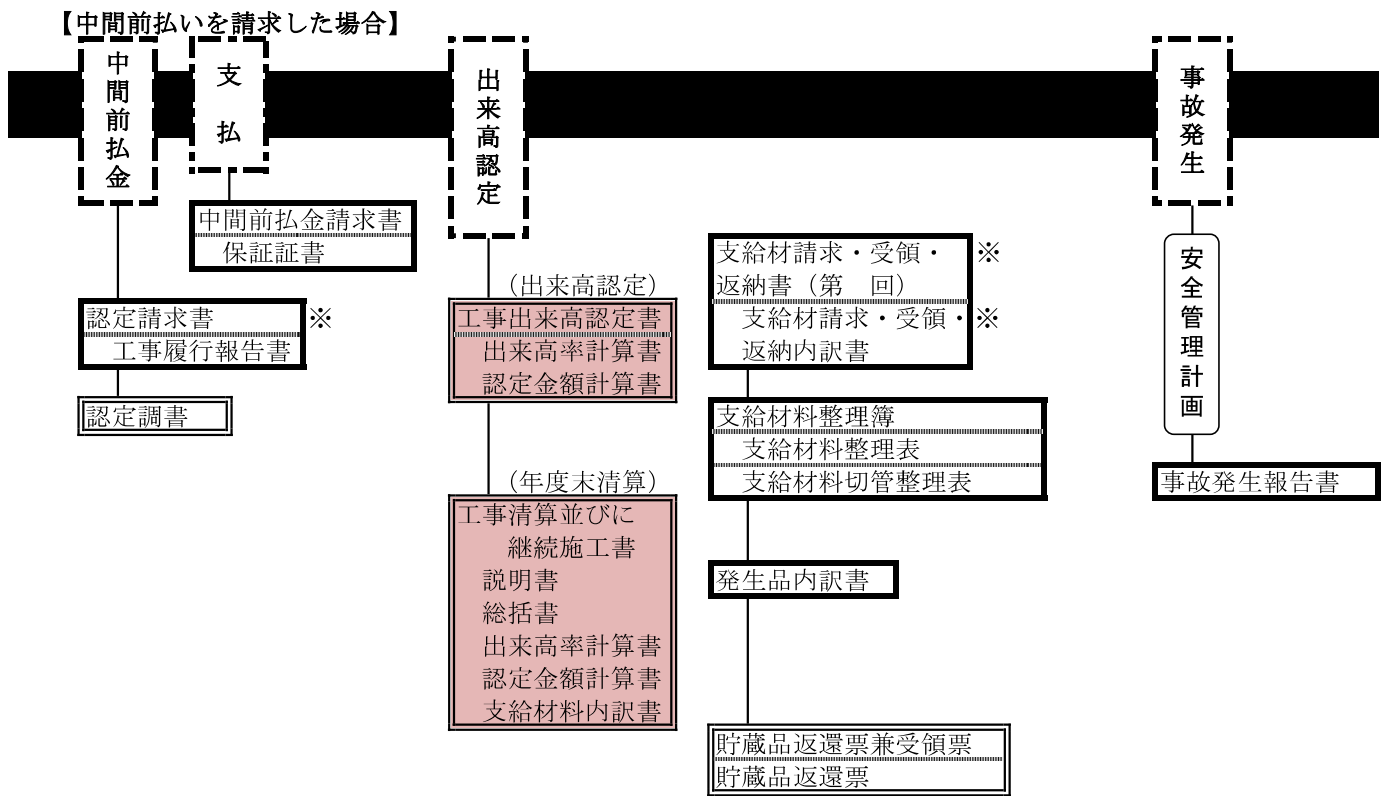 【中間前払いを請求した場合】
中間前払金
支払
出来高認定
事故発生
中間前払金請求書
保証証書
認定請求書※
工事履行報告書
認定調書
（出来高認定）
工事出来高認定書
出来高率計算書
認定金額計算書
（年度末清算）
工事清算並びに
継続施工書
説明書
総括書
出来高率計算書
認定金額計算書
支給材料内訳書
支給材請求・受領・※
返納書（第　回）
支給材請求・受領・※
返納内訳書
支給材料整理簿
支給材料整理表
支給材料切管整理表
発生品内訳書
貯蔵品返還票兼受領票
貯蔵品返還票
安全管理計画
事故発生報告書